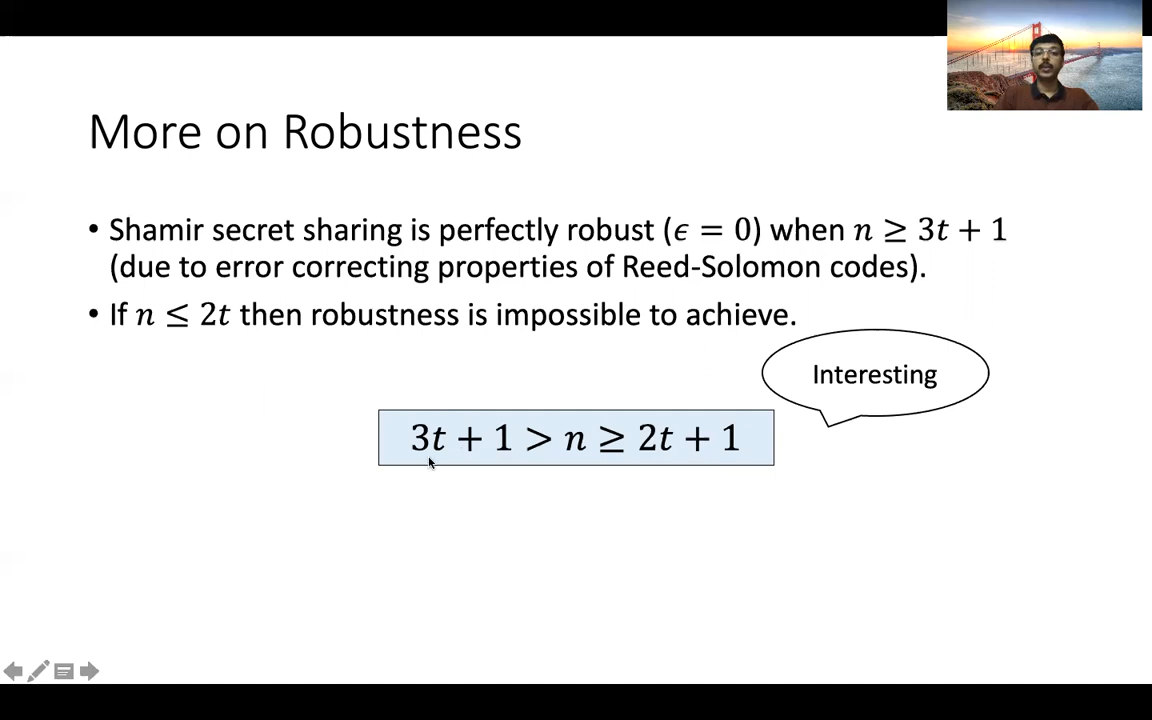 More on Robustness
• Shamir secret sharing is perfectly robust (ϵ = 0) when n ≥ 3t + 1
(due to error correcting properties of Reed-Solomon codes).
• If n ≤ 2t then robustness is impossible to achieve.
Interesting
3t + 1 > n ≥ 2t + 1